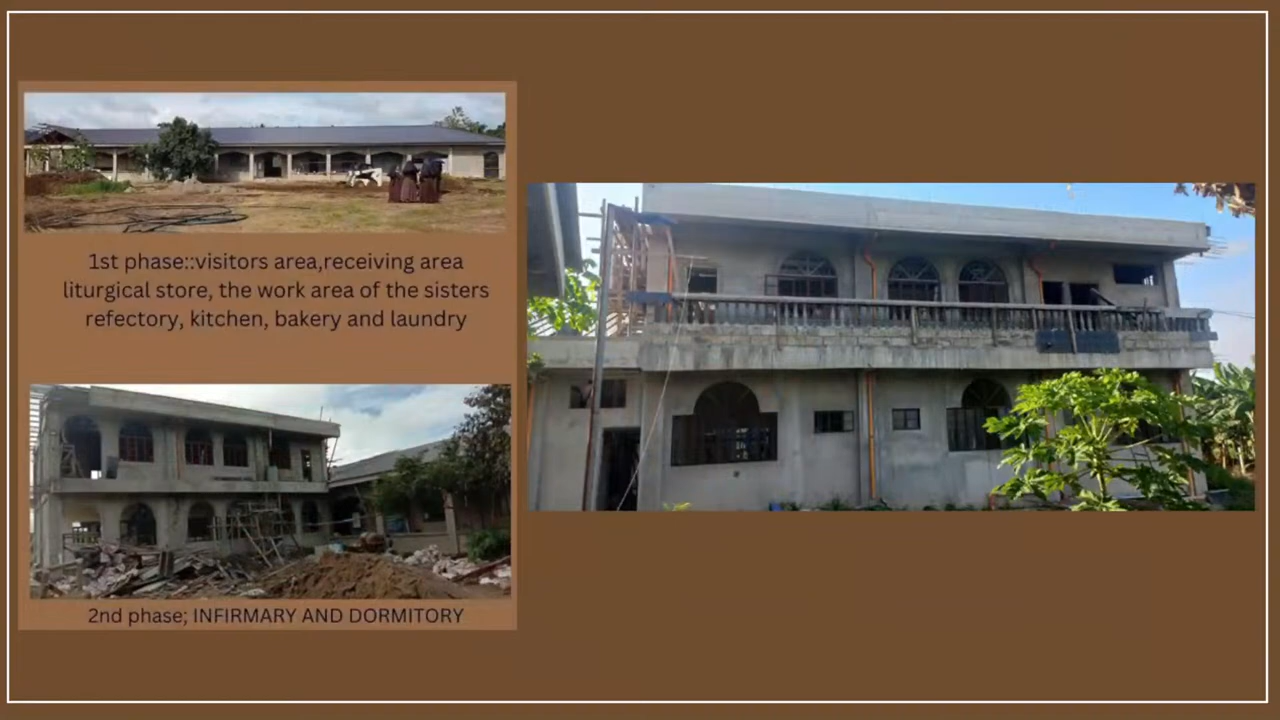 1st phase::visitors area,receiving area
liturgical store, the work area of the sisters
refectory, kitchen, bakery and laundry
2nd phase; INFIRMARY AND DORMITORY